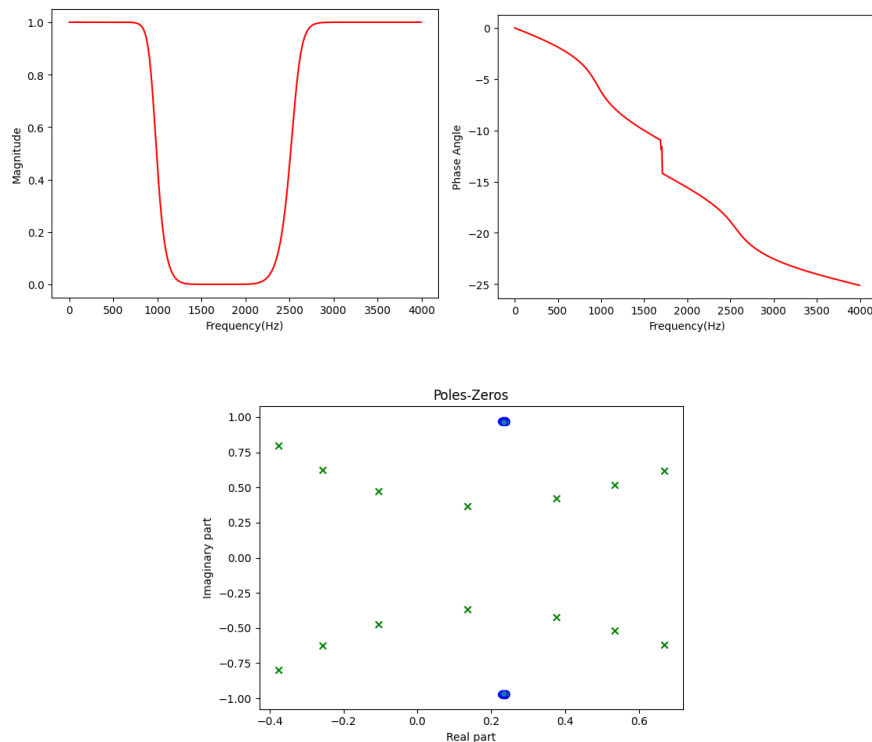 1.0
0.8
0.6
0.4
0.2
0.0
Magnitude
0 500 1000 1500 2000 2500 3000 3500 4000
Frequency(Hz)
0
−5
−10
−15
−20
−25
Phase Angle
0 500 1000 1500 2000 2500 3000 3500 4000
Frequency(Hz)
Poles-Zeros
1.00
0.75
0.50
0.25
0.00
−0.25
−0.50
−0.75
−1.00
Imaginary part
−0.4 −0.2 0.0 0.2 0.4 0.6
Real part